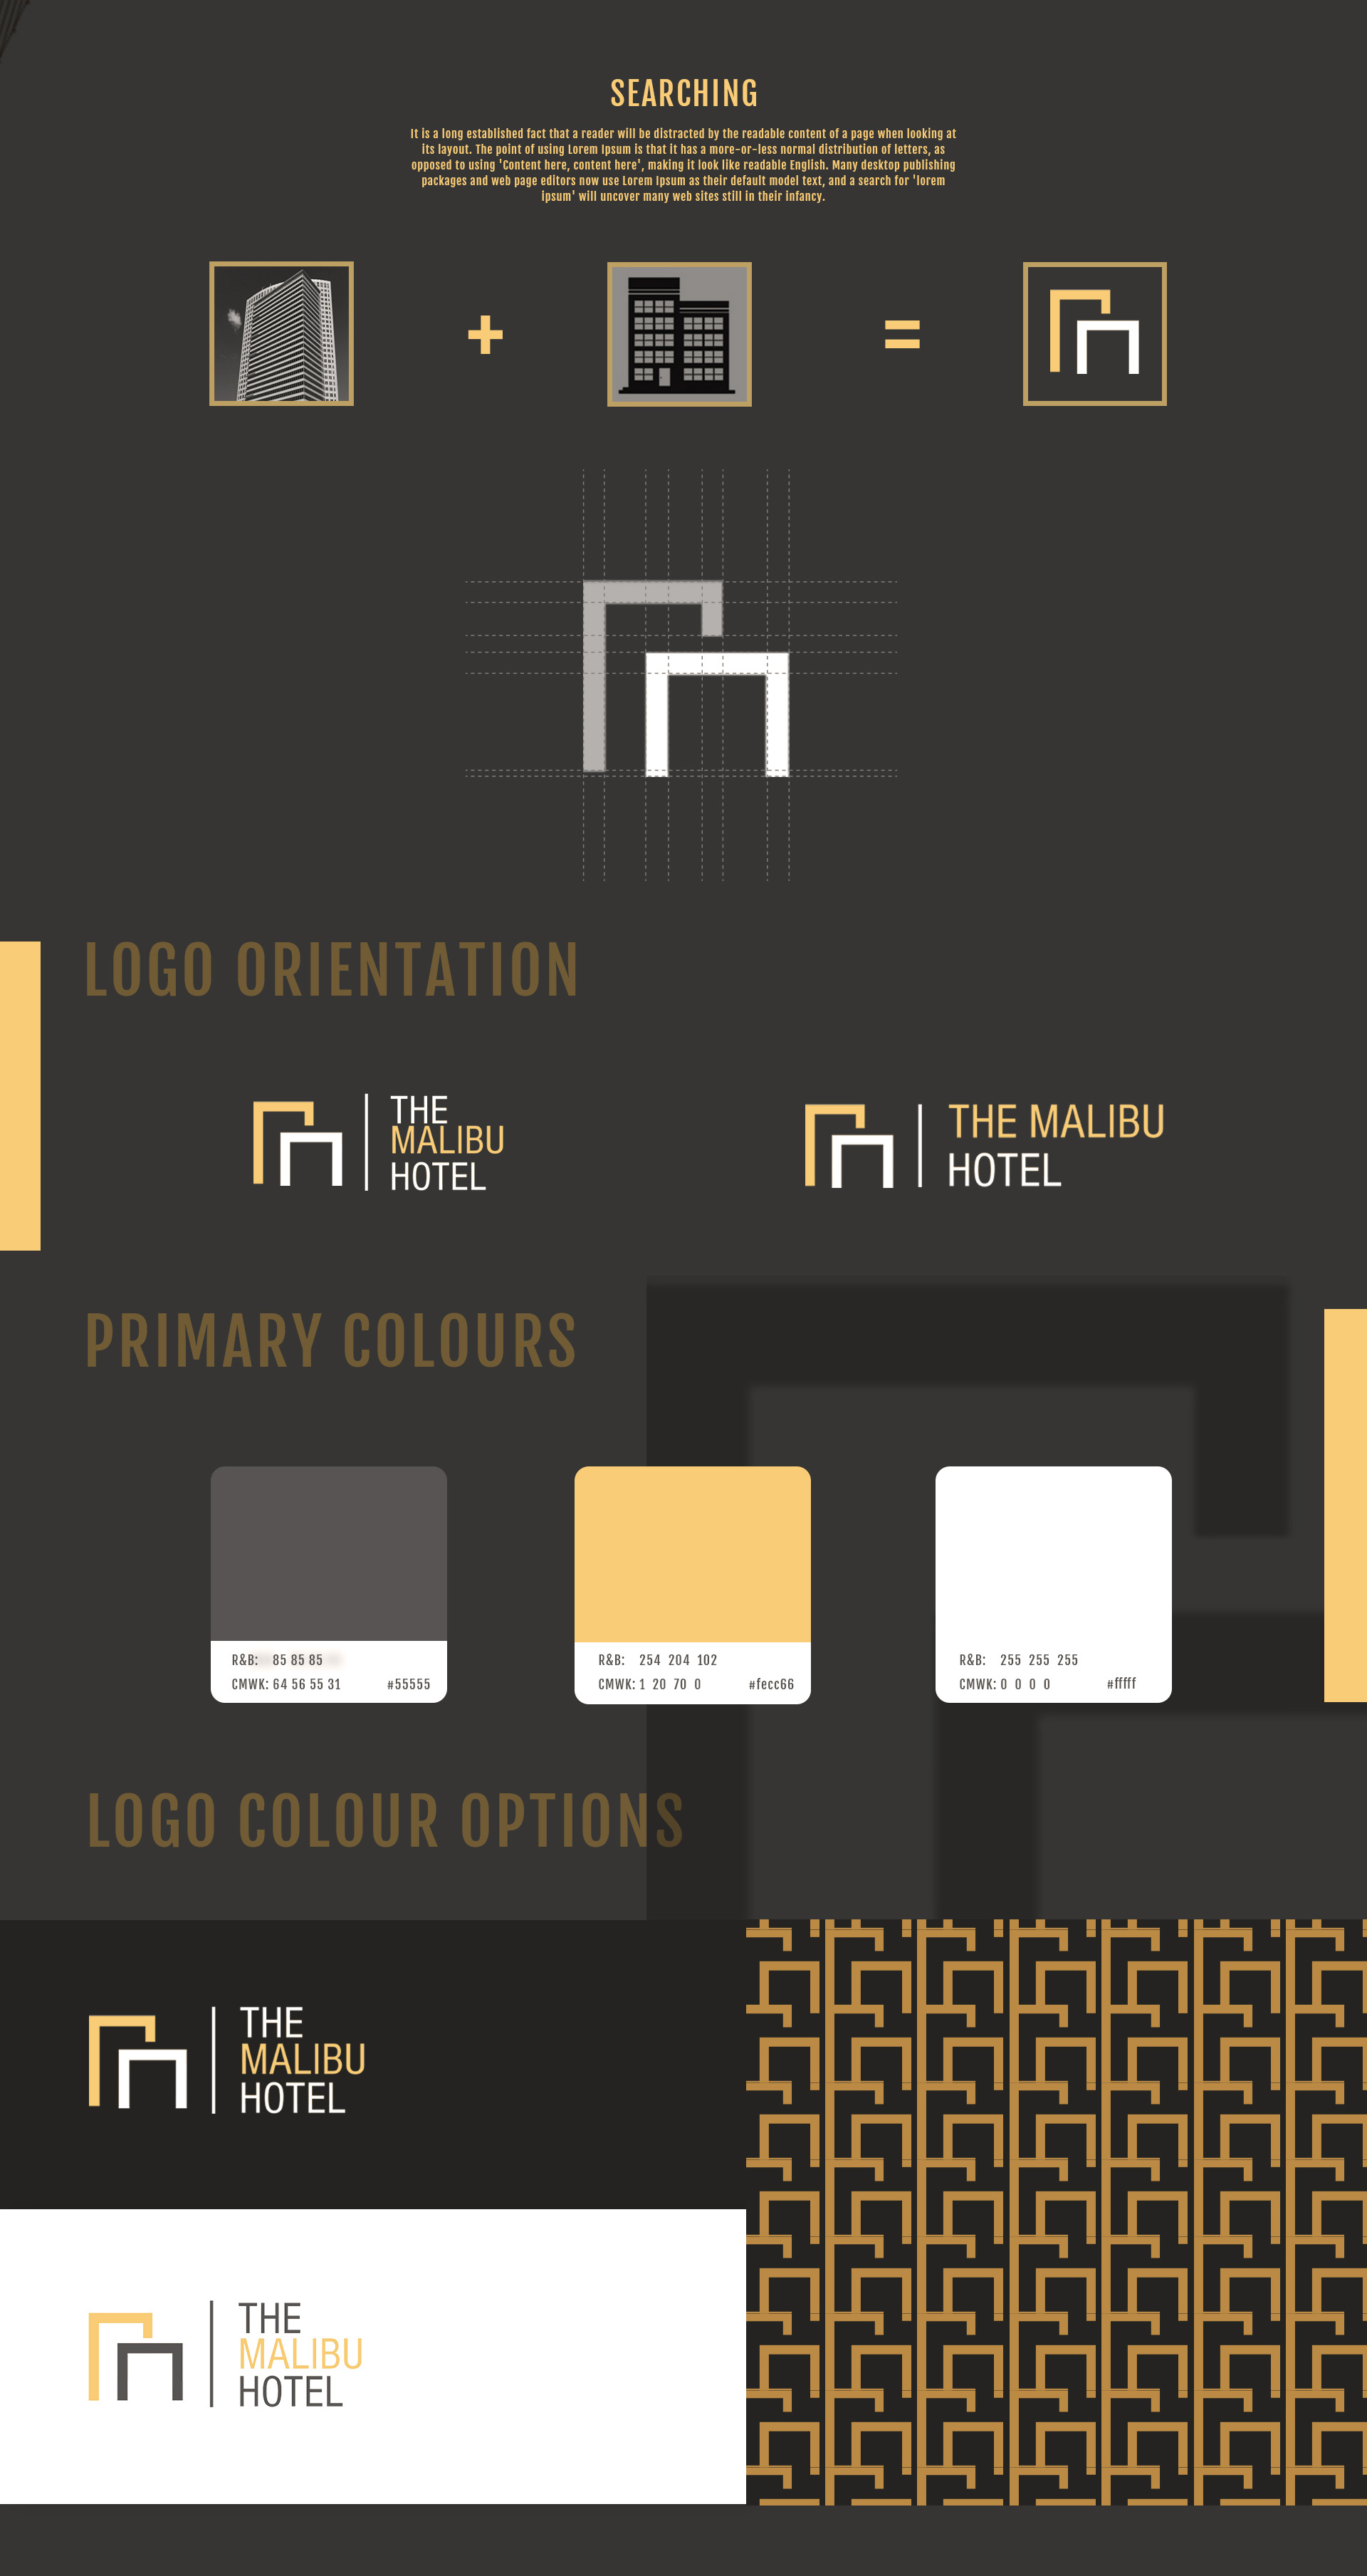 SEARCHING
It is a long established fact that a reader will be distracted by the readable content of a page when looking at
its layout. The point of using Lorem Ipsum is that it has a more-or-less normal distribution of letters, as
opposed to using 'Content here, content here', making it look like readable English. Many desktop publishing
packages and web page editors now use Lorem Ipsum as their default model text, and a search for 'lorem
ipsum' will uncover many web sites still in their infancy.
+
=
LOGO ORIENTATION
THE
MALIBU
HOTEL
THE MALIBU
HOTEL
PRIMARY COLOURS
R&B: 85 85 85
CMWK: 64 56 55 31 #55555
R&B: 254 204 102
CMWK: 1 20 70 0 #fecc66
R&B: 255 255 255
CMWK: 0 0 0 0 #fffff
LOGO COLOUR OPTIONS
THE
MALIBU
HOTEL
THE
MALIBU
HOTEL